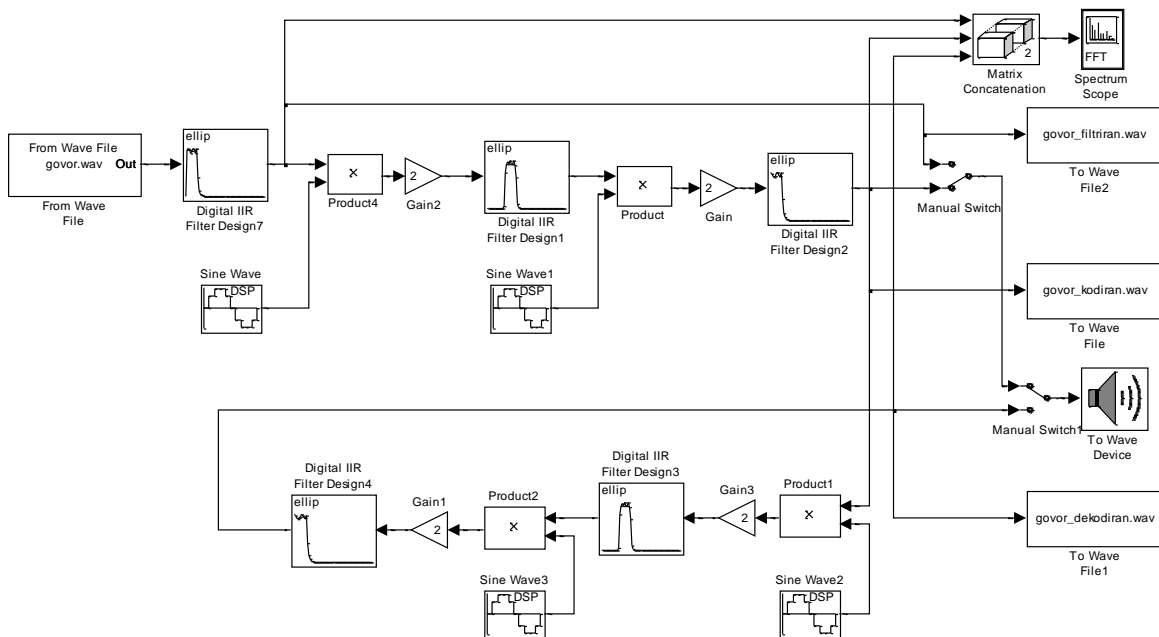 2
Matrix
Concatenation
FFT
Spectrum
Scope
From Wave File
govor.wav
Out
From Wave
File
ellip
Digital IIR
Filter Design7
x
Product4
2
Gain2
ellip
Digital IIR
Filter Design1
x
Product
2
Gain
ellip
Digital IIR
Filter Design2
Manual Switch
govor_filtriran.wav
To Wave
File2
Sine Wave
DSP
Sine Wave1
DSP
govor_kodiran.wav
To Wave
File
Manual Switch1
To Wave
Device
Digital IIR
Filter Design4
ellip
Gain1
2
Product2
x
Digital IIR
Filter Design3
ellip
Gain3
2
Product1
x
govor_dekodiran.wav
To Wave
File1
Sine Wave3
DSP
Sine Wave2
DSP